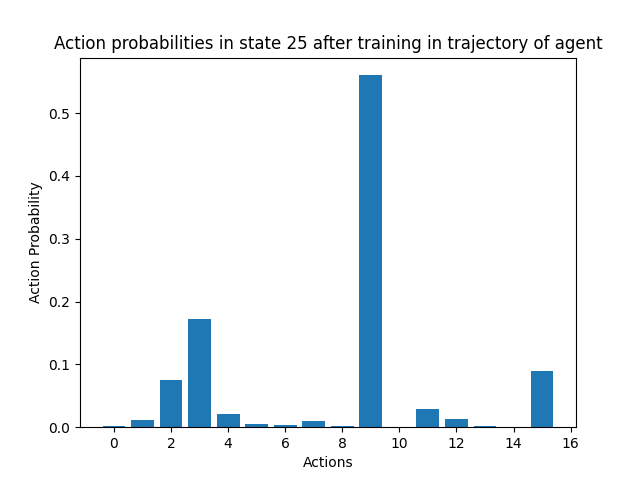 Action probabilities in state 25 after training in trajectory of agent
Action Probability
0.5
0.4
0.3
0.2
0.1
0.0
0 2 4 6 8 10 12 14 16
Actions